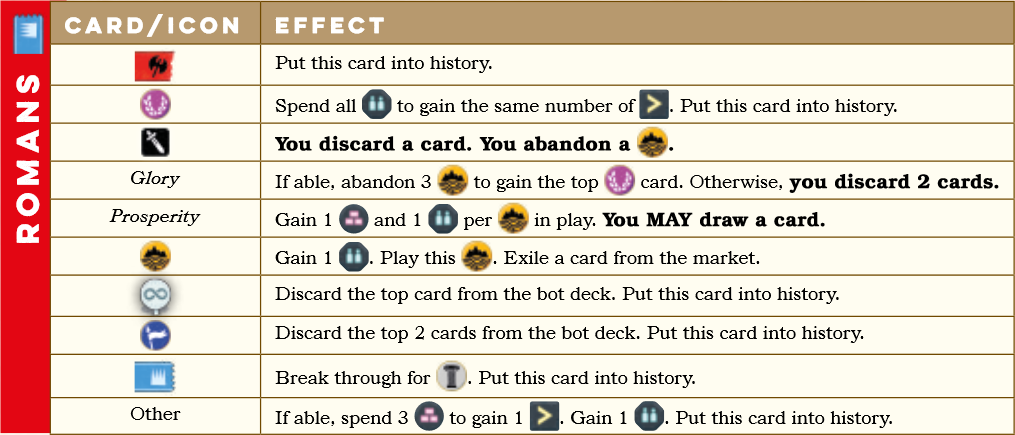 ROMANS
CARD/ICON EFFECT
Put this card into history.
Spend all to gain the same number of . Put this card into history.
You discard a card. You abandon a .
Glory If able, abandon 3 to gain the top card. Otherwise, you discard 2 cards.
Prosperity Gain 1 and 1 per in play. You MAY draw a card.
Gain 1 . Play this . Exile a card from the market.
Discard the top card from the bot deck. Put this card into history.
Discard the top 2 cards from the bot deck. Put this card into history.
Break through for . Put this card into history.
Other If able, spend 3 to gain 1 . Gain 1 . Put this card into history.